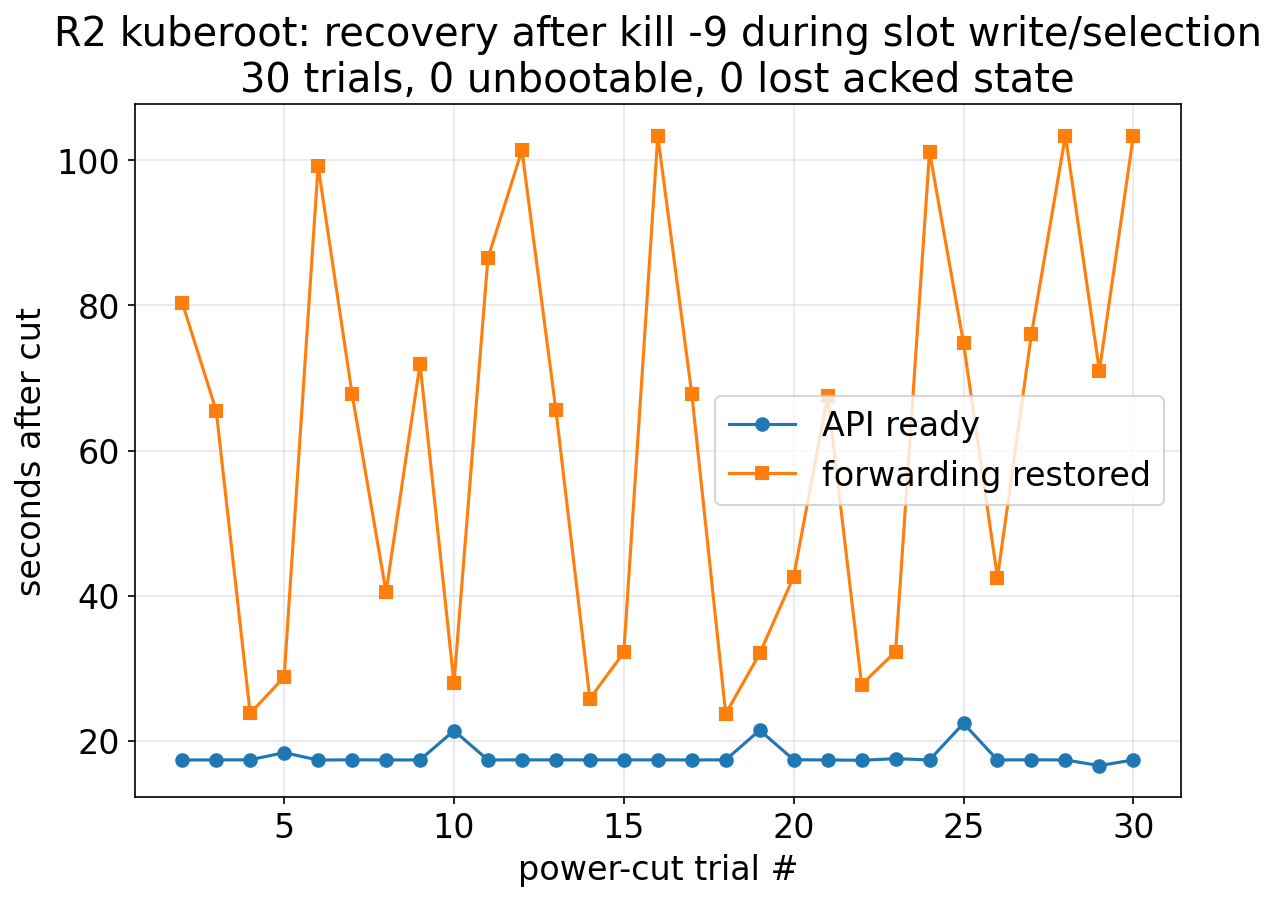 R2 kuberoot: recovery after kill -9 during slot write/selection
30 trials, 0 unbootable, 0 lost acked state
seconds after cut
100
80
60
40
20
API ready
forwarding restored
5
10
15
20
25
30
power-cut trial #